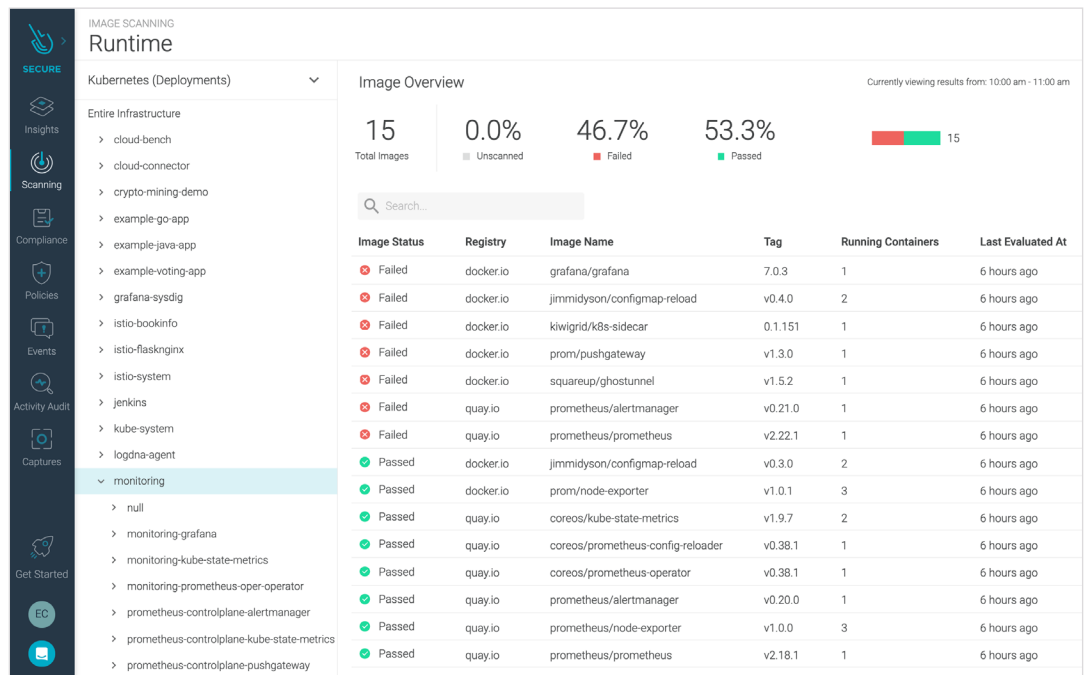 SECURE
Insights
Scanning
Compliance
Policies
Events
Activity Audit
Captures
Get Started
EC
IMAGE SCANNING
Runtime
Kubernetes (Deployments)
Entire Infrastructure
cloud-bench
cloud-connector
crypto-mining-demo
example-go-app
example-java-app
example-voting-app
grafana-sysdig
istio-bookinfo
istio-flasknginx
istio-system
jenkins
kube-system
logdna-agent
monitoring
null
monitoring-grafana
monitoring-kube-state-metrics
monitoring-prometheus-oper-operator
prometheus-controlplane-alertmanager
prometheus-controlplane-kube-state-metrics
prometheus-controlplane-pushgateway
Image Overview
Currently viewing results from: 10:00 am - 11:00 am
15 0.0% 46.7% 53.3% 15
Total Images Unscanned Failed Passed
Search...
Image Status Registry Image Name Tag Running Containers Last Evaluated At
Failed docker.io grafana/grafana 7.0.3 1 6 hours ago
Failed docker.io jimmidyson/configmap-reload v0.4.0 2 6 hours ago
Failed docker.io kiwigrid/k8s-sidecar 0.1.151 1 6 hours ago
Failed docker.io prom/pushgateway v1.3.0 1 6 hours ago
Failed docker.io squareup/ghostunnel v1.5.2 1 6 hours ago
Failed quay.io prometheus/alertmanager v0.21.0 1 6 hours ago
Failed quay.io prometheus/prometheus v2.22.1 1 6 hours ago
Passed docker.io jimmidyson/configmap-reload v0.3.0 2 6 hours ago
Passed docker.io prom/node-exporter v1.0.1 3 6 hours ago
Passed quay.io coreos/kube-state-metrics v1.9.7 2 6 hours ago
Passed quay.io coreos/prometheus-config-reloader v0.38.1 1 6 hours ago
Passed quay.io coreos/prometheus-operator v0.38.1 1 6 hours ago
Passed quay.io prometheus/alertmanager v0.20.0 1 6 hours ago
Passed quay.io prometheus/node-exporter v1.0.0 3 6 hours ago
Passed quay.io prometheus/prometheus v2.18.1 1 6 hours ago